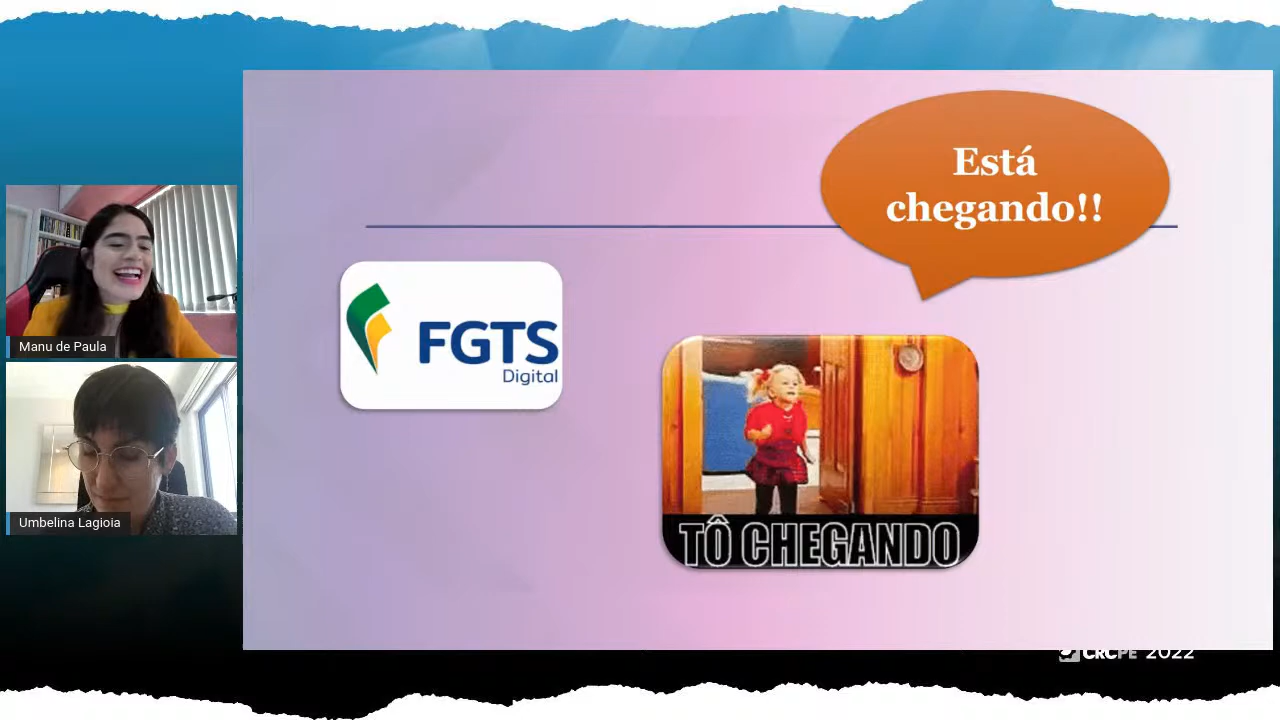 Está
chegando!!
FGTS
Digital
TÔ CHEGANDO
Manu de Paula
Umbelina Lagioia
CRCPE 2022